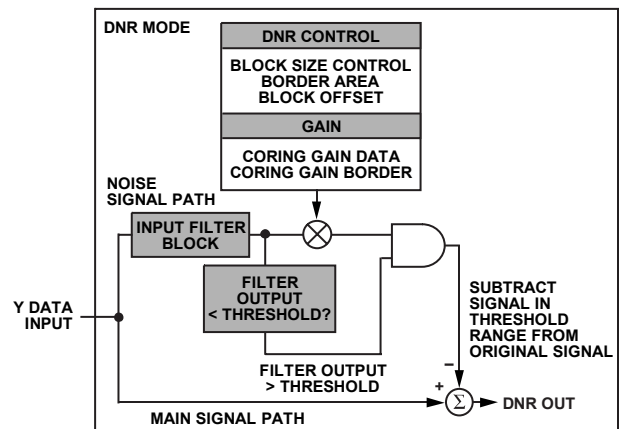 DNR MODE
DNR CONTROL
BLOCK SIZE CONTROL
BORDER AREA
BLOCK OFFSET
GAIN
CORING GAIN DATA
CORING GAIN BORDER
NOISE
SIGNAL PATH
INPUT FILTER
BLOCK
FILTER
OUTPUT
< THRESHOLD?
Y DATA
INPUT
FILTER OUTPUT
> THRESHOLD
SUBTRACT
SIGNAL IN
THRESHOLD
RANGE FROM
ORIGINAL SIGNAL
–
+
Σ
DNR OUT
MAIN SIGNAL PATH